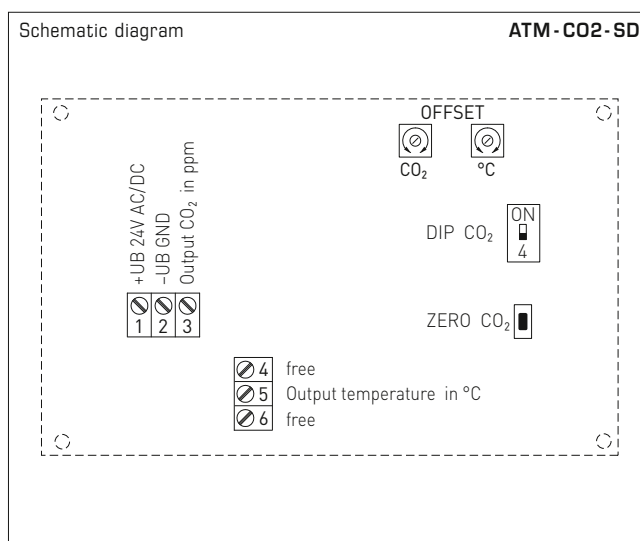 Schematic diagram ATM-CO2-SD
OFFSET
CO₂ °C
+UB 24V AC/DC
–UB GND
Output CO₂ in ppm
1 2 3
ON
DIP CO₂
4
ZERO CO₂
4 free
5 Output temperature in °C
6 free